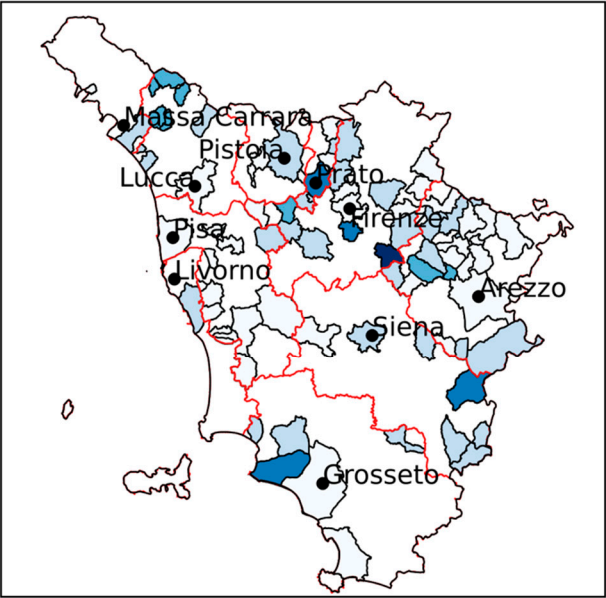 Massa Carrara
Pistoia
Prato
Lucca
Firenze
Pisa
Livorno
Arezzo
Siena
Grosseto